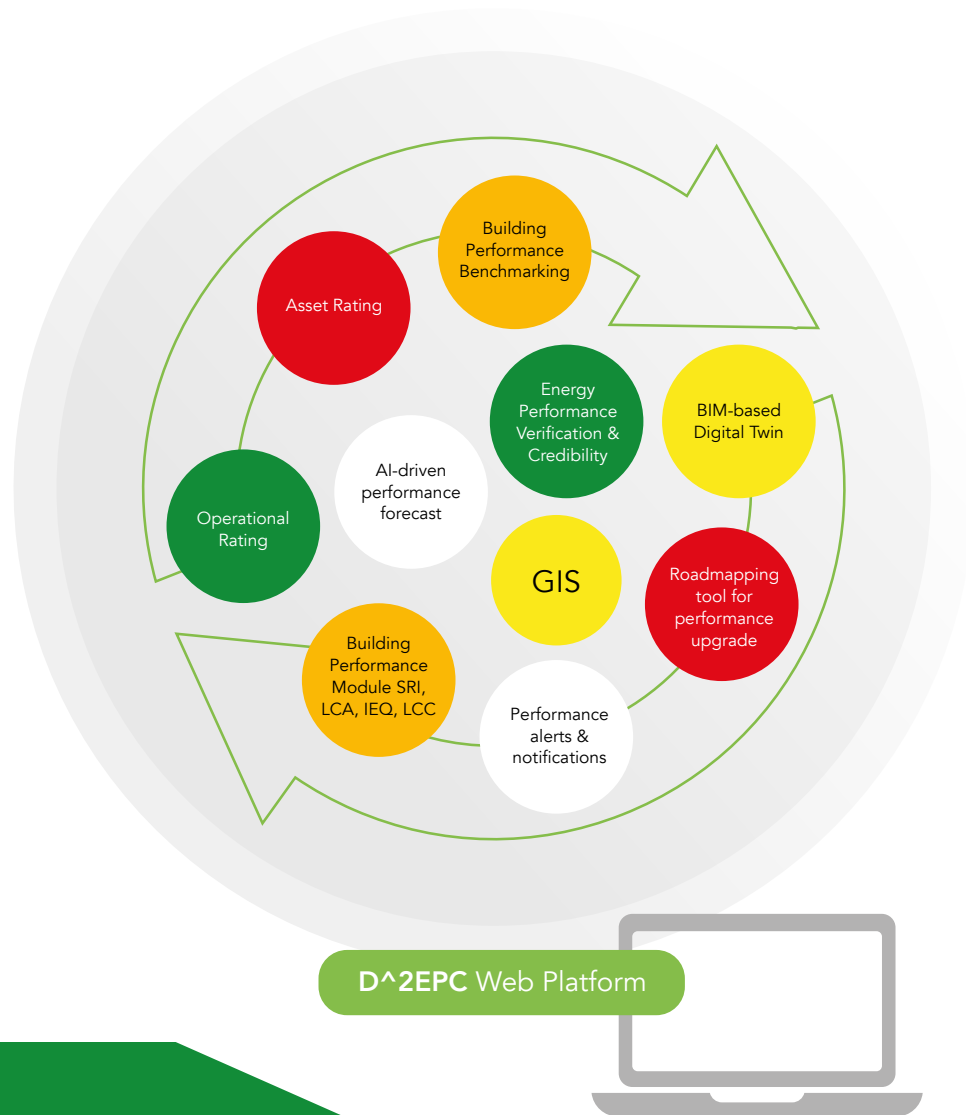 Building
Performance
Benchmarking
Asset Rating
Energy
Performance
Verification &
Credibility
BIM-based
Digital Twin
AI-driven
performance
forecast
Operational
Rating
GIS
Roadmapping
tool for
performance
upgrade
Building
Performance
Module SRI,
LCA, IEQ, LCC
Performance
alerts &
notifications
D^2EPC Web Platform